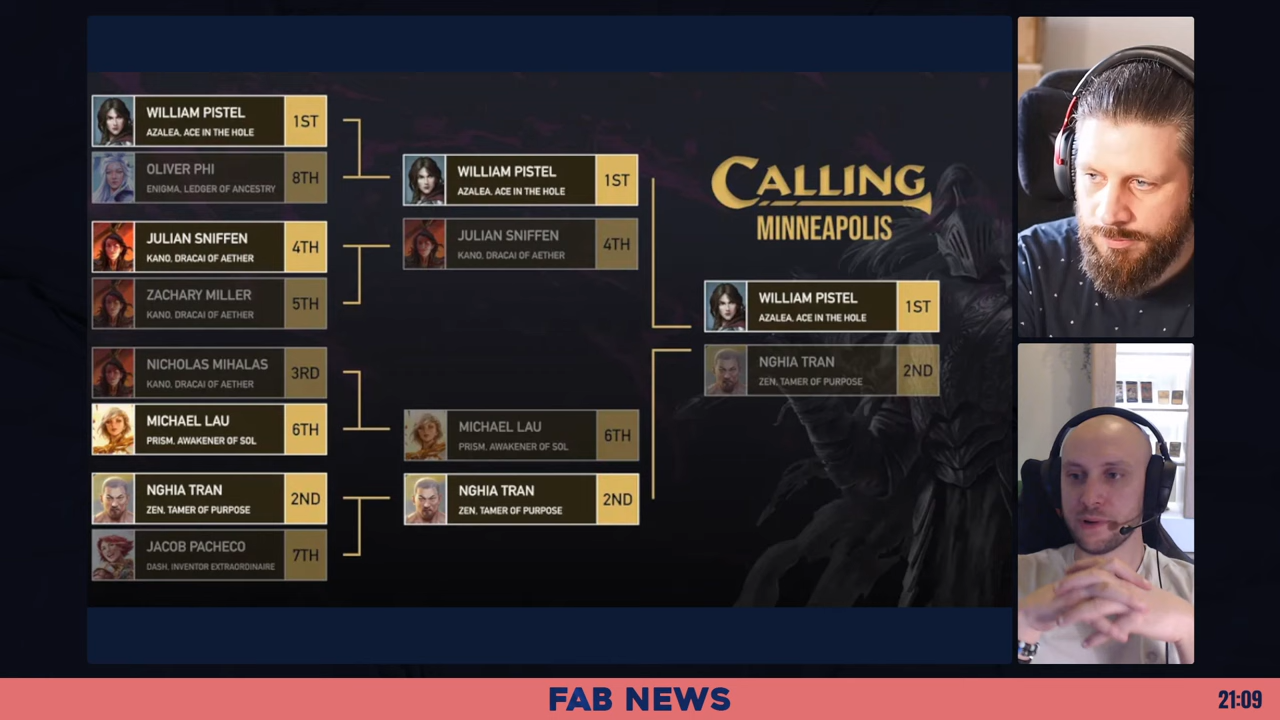 WILLIAM PISTEL
AZALEA, ACE IN THE HOLE
1ST
OLIVER PHI
ENIGMA, LEDGER OF ANCESTRY
8TH
JULIAN SNIFFEN
KANO, DRACAI OF AETHER
4TH
ZACHARY MILLER
KANO, DRACAI OF AETHER
5TH
NICHOLAS MIHALAS
KANO, DRACAI OF AETHER
3RD
MICHAEL LAU
PRISM, AWAKENER OF SOL
6TH
NGHIA TRAN
ZEN, TAMER OF PURPOSE
2ND
JACOB PACHECO
DASH, INVENTOR EXTRAORDINAIRE
7TH
WILLIAM PISTEL
AZALEA, ACE IN THE HOLE
1ST
JULIAN SNIFFEN
KANO, DRACAI OF AETHER
4TH
MICHAEL LAU
PRISM, AWAKENER OF SOL
6TH
NGHIA TRAN
ZEN, TAMER OF PURPOSE
2ND
CALLING
MINNEAPOLIS
WILLIAM PISTEL
AZALEA, ACE IN THE HOLE
1ST
NGHIA TRAN
ZEN, TAMER OF PURPOSE
2ND
FAB NEWS
21:09